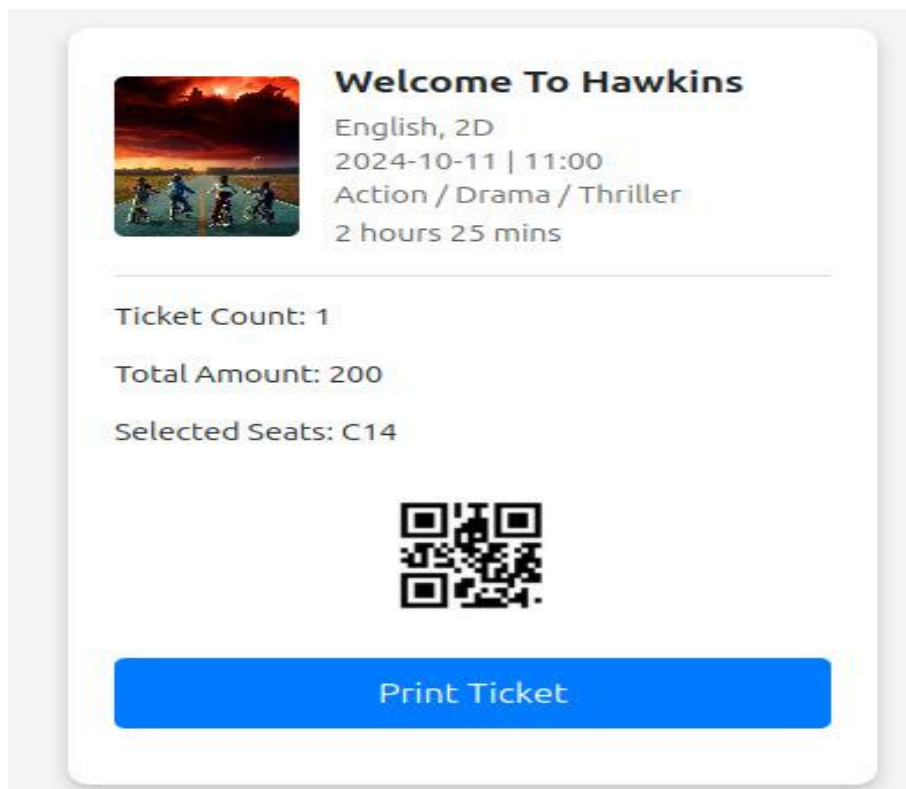 Welcome To Hawkins
English, 2D
2024-10-11 | 11:00
Action / Drama / Thriller
2 hours 25 mins
Ticket Count: 1
Total Amount: 200
Selected Seats: C14
Print Ticket